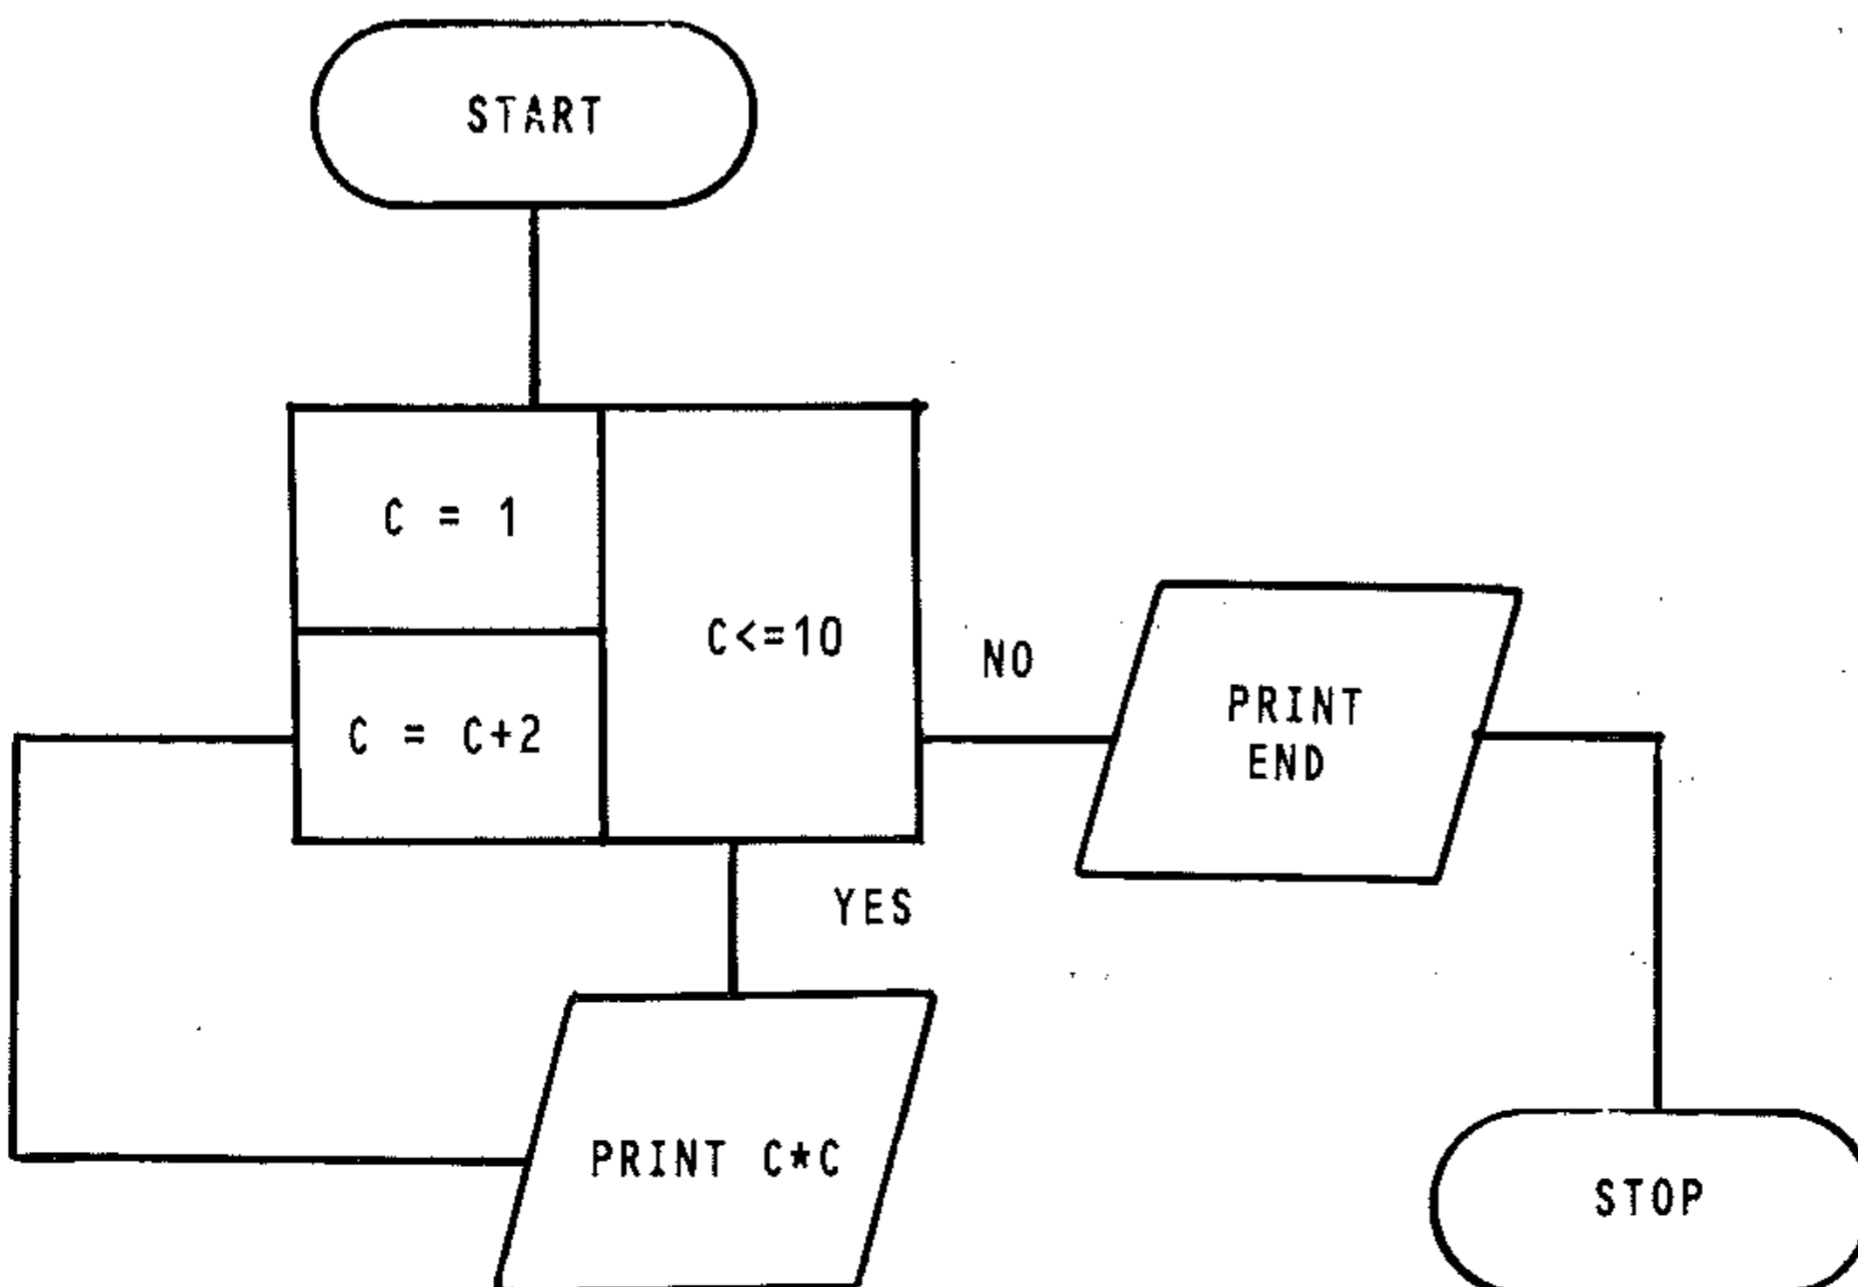 START
C = 1
C<=10
C = C+2
NO
PRINT
END
YES
PRINT C*C
STOP